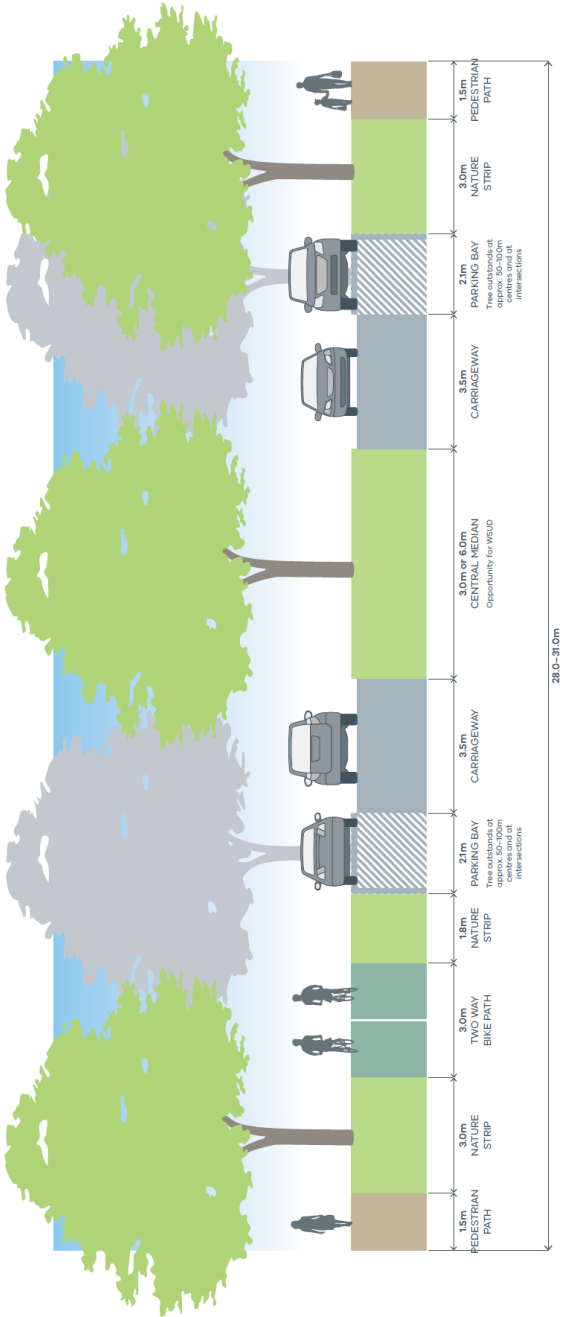 1.5m
PEDESTRIAN
PATH
3.0m
NATURE
STRIP
3.0m
TWO WAY
BIKE PATH
1.8m
NATURE
STRIP
2.1m
PARKING BAY
Tree outstands at
approx. 50–100m
centres and at
intersections
3.5m
CARRIAGEWAY
3.0m or 6.0m
CENTRAL MEDIAN
Opportunity for WSUD
3.5m
CARRIAGEWAY
2.1m
PARKING BAY
Tree outstands at
approx. 50–100m
centres and at
intersections
3.0m
NATURE
STRIP
1.5m
PEDESTRIAN
PATH
28.0–31.0m